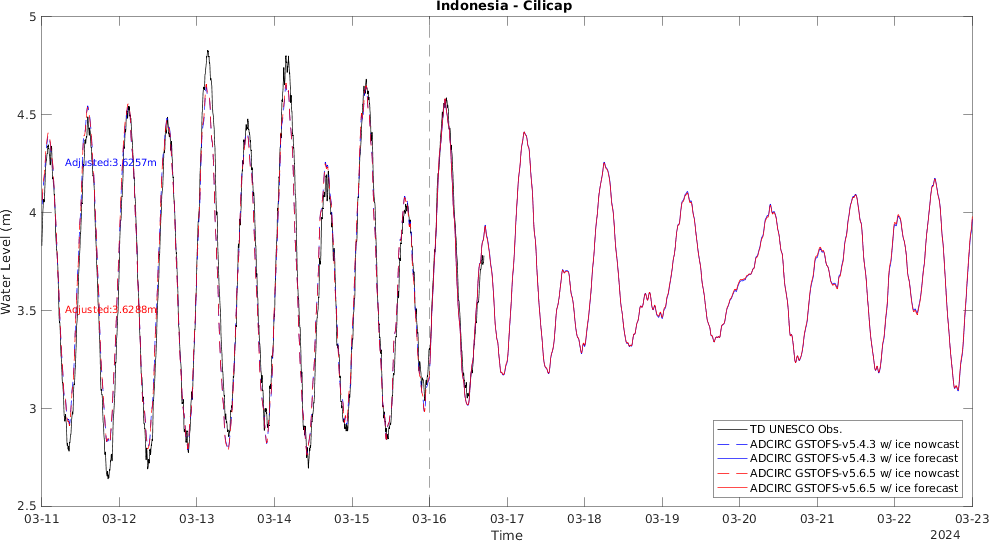 Indonesia - Cilicap
5
4.5
4
3.5
3
2.5
Water Level (m)
Adjusted:3.6257m
Adjusted:3.6288m
TD UNESCO Obs.
ADCIRC GSTOFS-v5.4.3 w/ ice nowcast
ADCIRC GSTOFS-v5.4.3 w/ ice forecast
ADCIRC GSTOFS-v5.6.5 w/ ice nowcast
ADCIRC GSTOFS-v5.6.5 w/ ice forecast
03-11 03-12 03-13 03-14 03-15 03-16 03-17 03-18 03-19 03-20 03-21 03-22 03-23
Time
2024